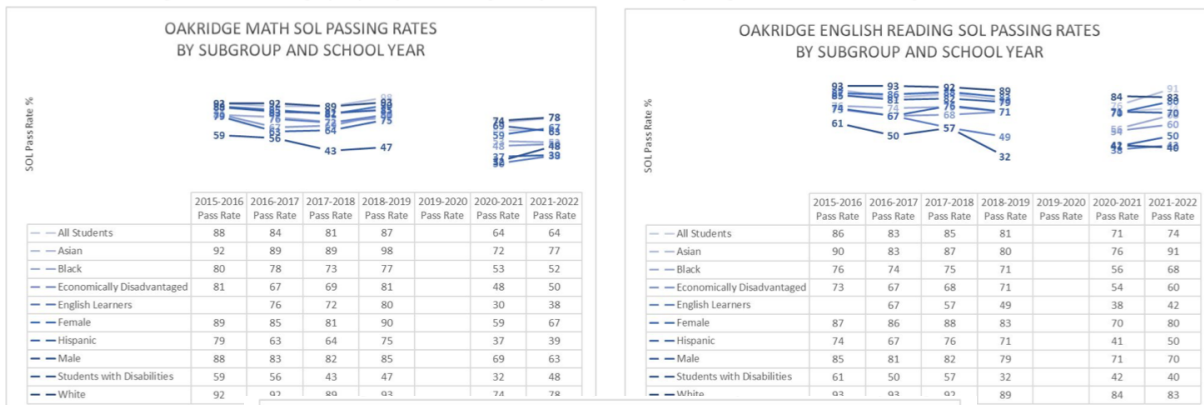 OAKRIDGE MATH SOL PASSING RATES
BY SUBGROUP AND SCHOOL YEAR
SOL Pass Rate %
2015-2016 2016-2017 2017-2018 2018-2019 2019-2020 2020-2021 2021-2022
Pass Rate Pass Rate Pass Rate Pass Rate Pass Rate Pass Rate Pass Rate
All Students 88 84 81 87 64 64
Asian 92 89 89 98 72 77
Black 80 78 73 77 53 52
Economically Disadvantaged 81 67 69 81 48 50
English Learners 76 72 80 30 38
Female 89 85 81 90 59 67
Hispanic 79 63 64 75 37 39
Male 88 83 82 85 69 63
Students with Disabilities 59 56 43 47 32 48
White 92 92 89 93 74 78
OAKRIDGE ENGLISH READING SOL PASSING RATES
BY SUBGROUP AND SCHOOL YEAR
SOL Pass Rate %
2015-2016 2016-2017 2017-2018 2018-2019 2019-2020 2020-2021 2021-2022
Pass Rate Pass Rate Pass Rate Pass Rate Pass Rate Pass Rate Pass Rate
All Students 86 83 85 81 71 74
Asian 90 83 87 80 76 91
Black 76 74 75 71 56 68
Economically Disadvantaged 73 67 68 71 54 60
English Learners 67 57 49 38 42
Female 87 86 88 83 70 80
Hispanic 74 67 76 71 41 50
Male 85 81 82 79 71 70
Students with Disabilities 61 50 57 32 42 40
White 93 93 92 89 84 83